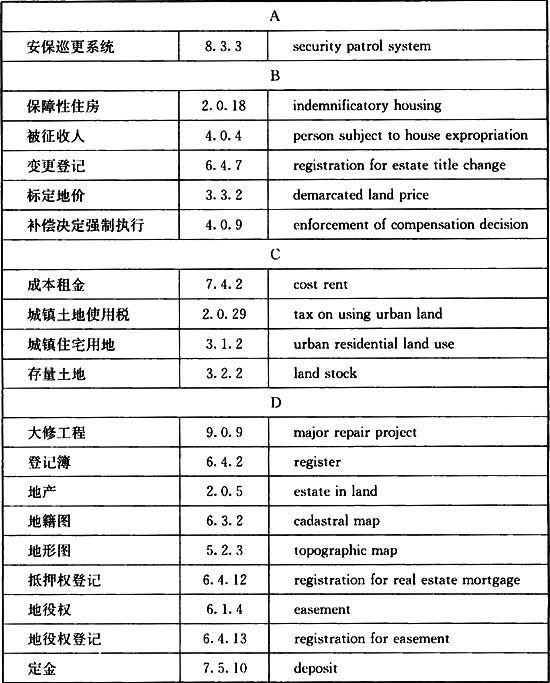 A
安保巡更系统 8.3.3 security patrol system
B
保障性住房 2.0.18 indemnificatory housing
被征收人 4.0.4 person subject to house expropriation
变更登记 6.4.7 registration for estate title change
标定地价 3.3.2 demarcated land price
补偿决定强制执行 4.0.9 enforcement of compensation decision
C
成本租金 7.4.2 cost rent
城镇土地使用税 2.0.29 tax on using urban land
城镇住宅用地 3.1.2 urban residential land use
存量土地 3.2.2 land stock
D
大修工程 9.0.9 major repair project
登记簿 6.4.2 register
地产 2.0.5 estate in land
地籍图 6.3.2 cadastral map
地形图 5.2.3 topographic map
抵押权登记 6.4.12 registration for real estate mortgage
地役权 6.1.4 easement
地役权登记 6.4.13 registration for easement
定金 7.5.10 deposit